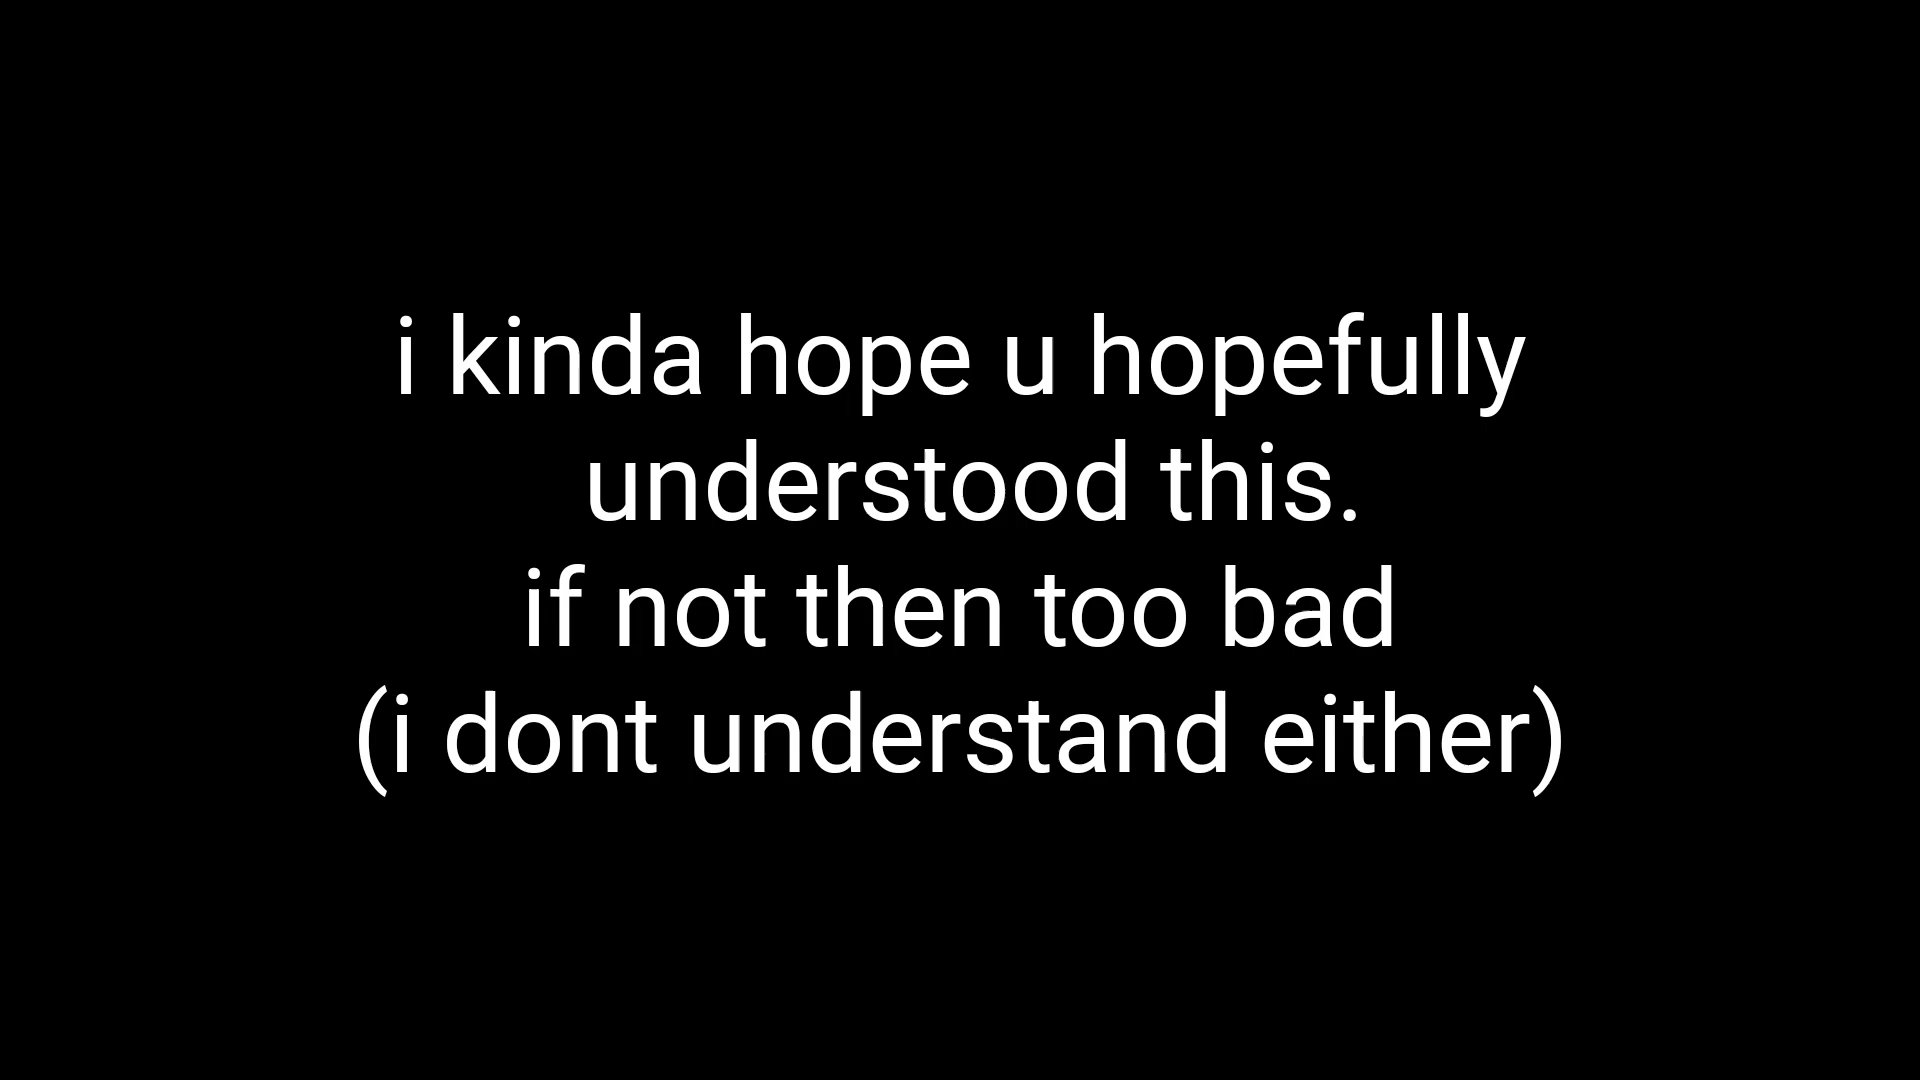 i kinda hope u hopefully
understood this.
if not then too bad
(i dont understand either)